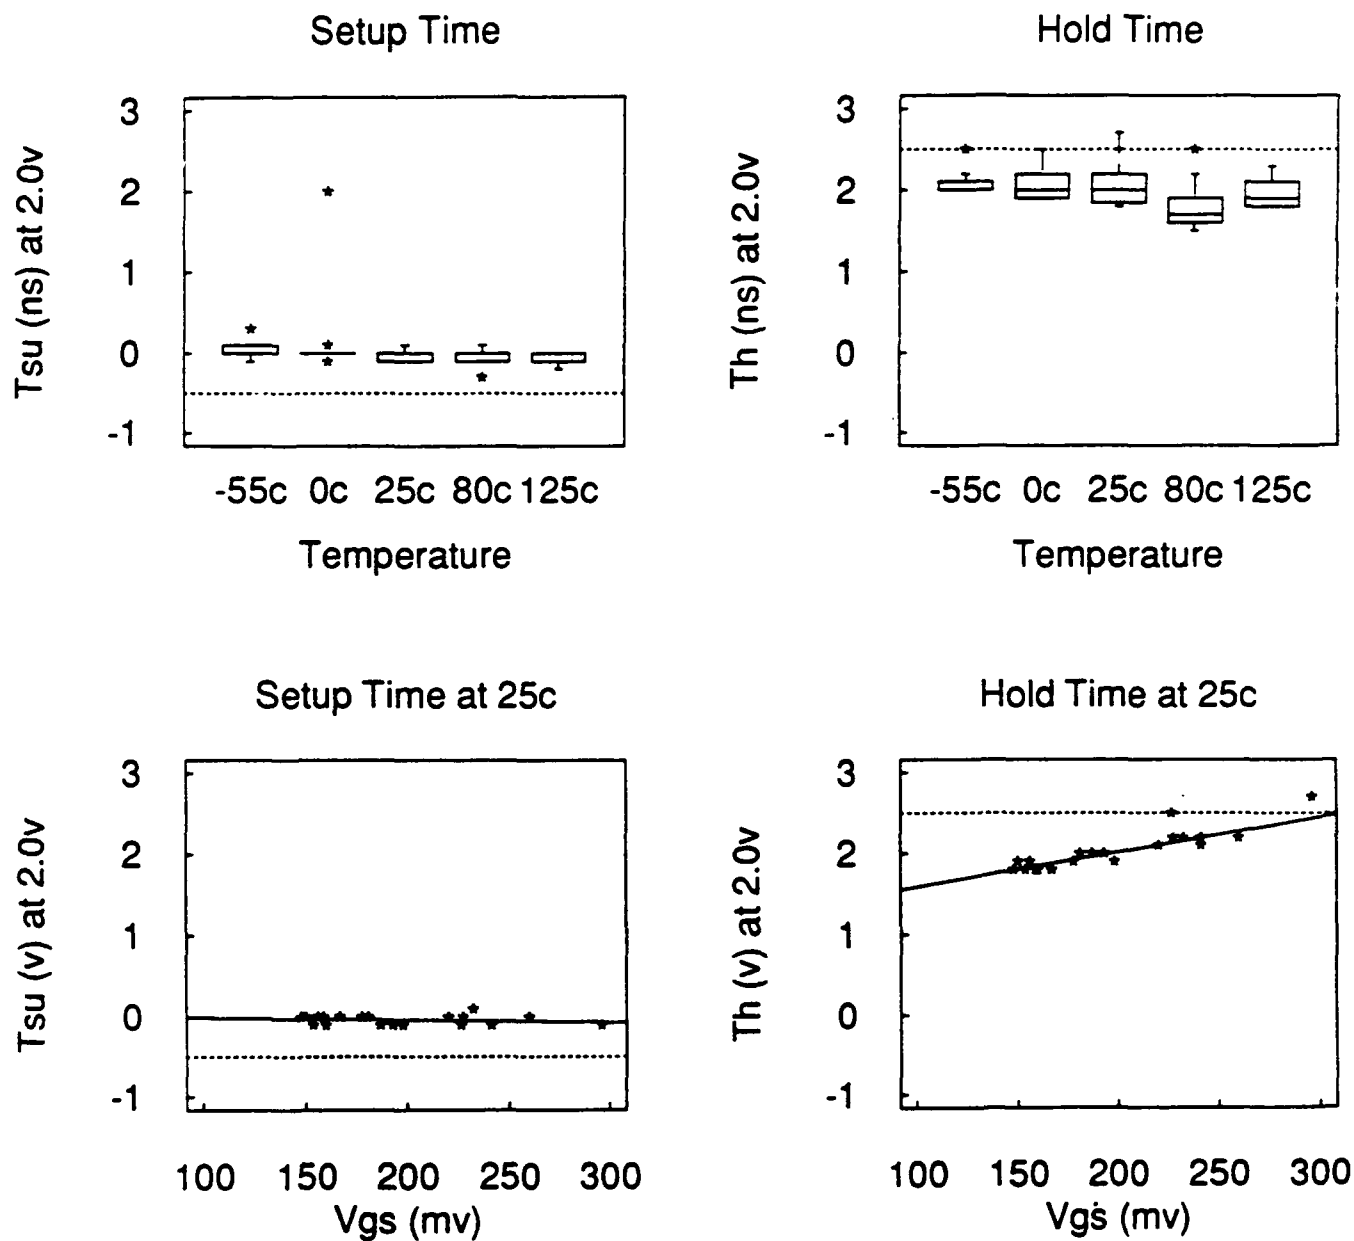 Setup Time
Tsu (ns) at 2.0v
3
2
1
0
-1
-55c 0c 25c 80c 125c
Temperature
Hold Time
Th (ns) at 2.0v
3
2
1
0
-1
-55c 0c 25c 80c 125c
Temperature
Setup Time at 25c
Tsu (v) at 2.0v
3
2
1
0
-1
100 150 200 250 300
Vgs (mv)
Hold Time at 25c
Th (v) at 2.0v
3
2
1
0
-1
100 150 200 250 300
Vgs (mv)